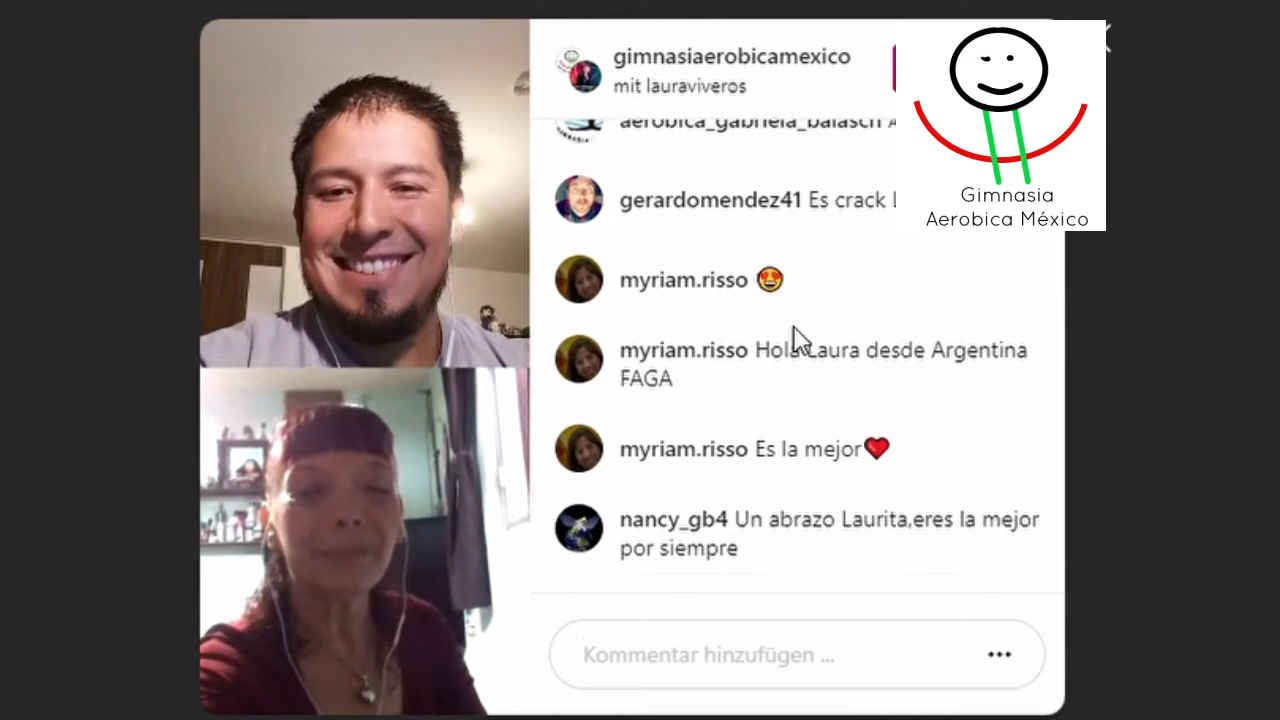 gimnasiaerobicamexico
mit lauraviveros
aerobica_gabriela_balasch
gerardomendez41 Es crack
myriam.risso
myriam.risso Hola Laura desde Argentina
FAGA
myriam.risso Es la mejor
nancy_gb4 Un abrazo Laurita,eres la mejor
por siempre
Kommentar hinzufügen ...
Gimnasia
Aerobica México